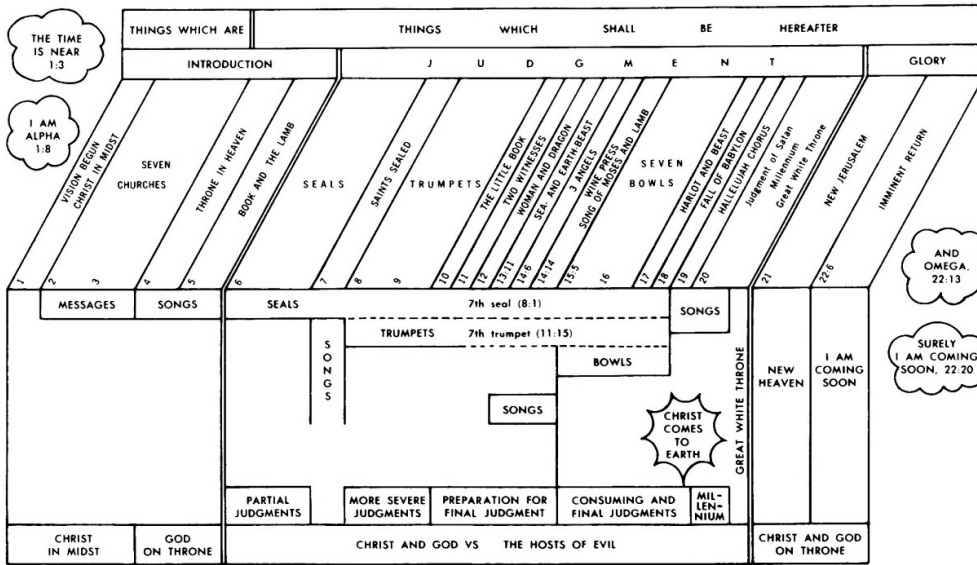 THINGS WHICH ARE
THINGS WHICH SHALL BE HEREAFTER
THE TIME
IS NEAR
1:3
INTRODUCTION
J U D G M E N T
GLORY
I AM
ALPHA
1:8
VISION BEGUN
CHRIST IN MIDST
SEVEN
CHURCHES
THRONE IN HEAVEN
BOOK AND THE LAMB
SEALS
SAINTS SEALED
TRUMPETS
THE LITTLE BOOK
TWO WITNESSES
WOMAN AND DRAGON
SEA- AND EARTH-BEAST
3 ANGELS
WINE PRESS
SONG OF MOSES AND LAMB
SEVEN
BOWLS
HARLOT AND BEAST
FALL OF BABYLON
HALLELUJAH CHORUS
Judgement of Satan
Millennium
Great White Throne
NEW JERUSALEM
IMMINENT RETURN
AND
OMEGA,
22:13
1 2 3 4 5 6 7 8 9 10 11 12 13:11 14:6 14:14 15:5 16 17 18 19 20 21 22:6
MESSAGES
SONGS
SEALS
7th seal (8:1)
SONGS
TRUMPETS
7th trumpet (11:15)
SONGS
BOWLS
SONGS
SURELY
I AM COMING
SOON, 22:20
CHRIST
COMES
TO
EARTH
GREAT WHITE THRONE
NEW
HEAVEN
I AM
COMING
SOON
PARTIAL
JUDGMENTS
MORE SEVERE
JUDGMENTS
PREPARATION FOR
FINAL JUDGMENT
CONSUMING AND
FINAL JUDGMENTS
MIL-
LEN-
NIUM
CHRIST
IN MIDST
GOD
ON THRONE
CHRIST AND GOD VS THE HOSTS OF EVIL
CHRIST AND GOD
ON THRONE